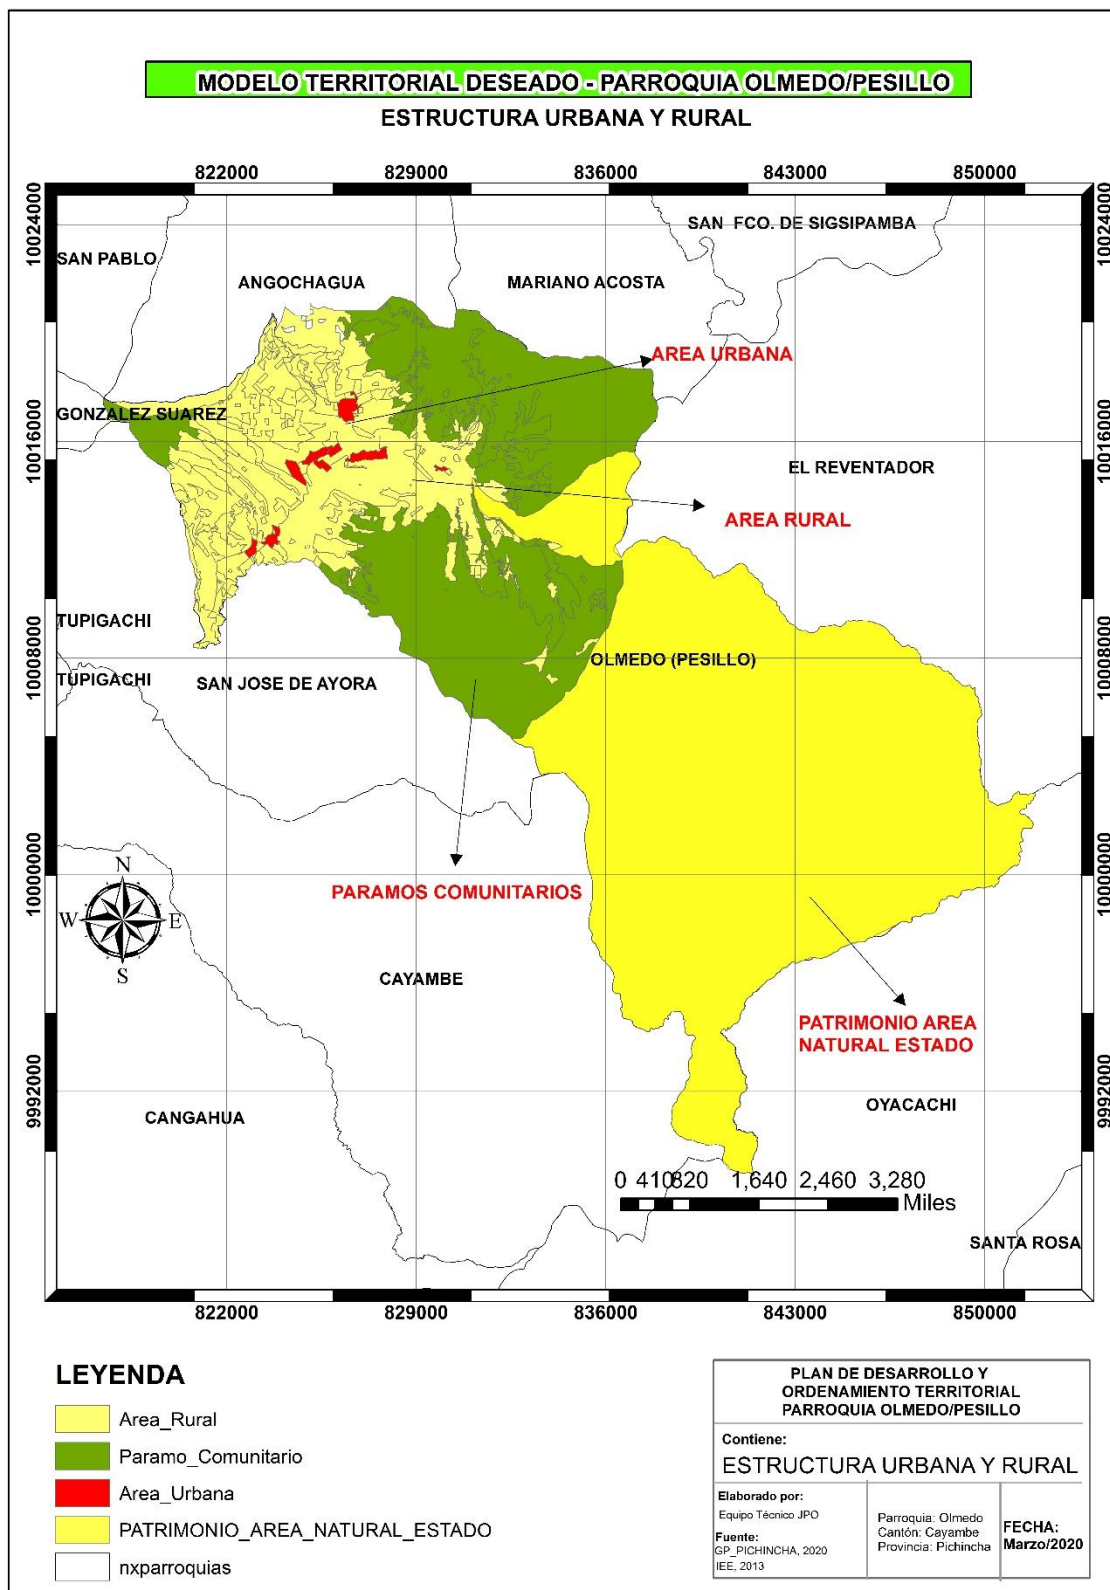 MODELO TERRITORIAL DESEADO - PARROQUIA OLMEDO/PESILLO
ESTRUCTURA URBANA Y RURAL
822000 829000 836000 843000 850000
10024000 10024000
SAN FCO. DE SIGSIPAMBA
SAN PABLO
ANGOCHAGUA MARIANO ACOSTA
AREA URBANA
GONZALEZ SUAREZ
10016000 10016000
EL REVENTADOR
AREA RURAL
TUPIGACHI
10008000 10008000
OLMEDO (PESILLO)
TUPIGACHI
SAN JOSE DE AYORA
10000000 10000000
PARAMOS COMUNITARIOS
N
W E
S
CAYAMBE
PATRIMONIO AREA
NATURAL ESTADO
9992000 9992000
CANGAHUA
OYACACHI
0 410 820 1,640 2,460 3,280
Miles
SANTA ROSA
822000 829000 836000 843000 850000
LEYENDA
Area_Rural
Paramo_Comunitario
Area_Urbana
PATRIMONIO_AREA_NATURAL_ESTADO
nxparroquias
PLAN DE DESARROLLO Y
ORDENAMIENTO TERRITORIAL
PARROQUIA OLMEDO/PESILLO
Contiene:
ESTRUCTURA URBANA Y RURAL
Elaborado por:
Equipo Técnico JPO
Fuente:
GP_PICHINCHA, 2020
IEE, 2013
Parroquia: Olmedo
Cantón: Cayambe
Provincia: Pichincha
FECHA:
Marzo/2020